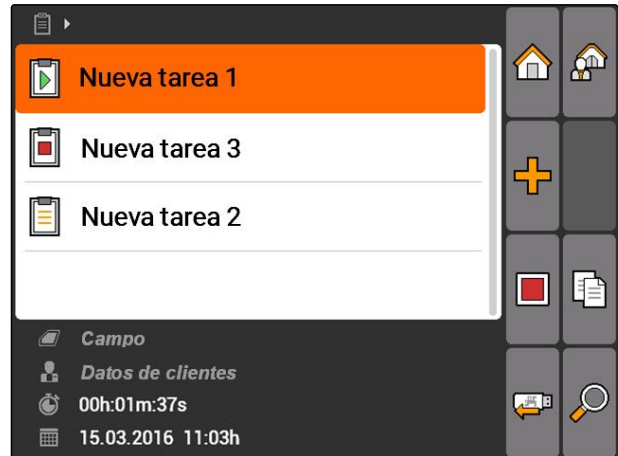 Nueva tarea 1
Nueva tarea 3
Nueva tarea 2
Campo
Datos de clientes
00h:01m:37s
15.03.2016 11:03h